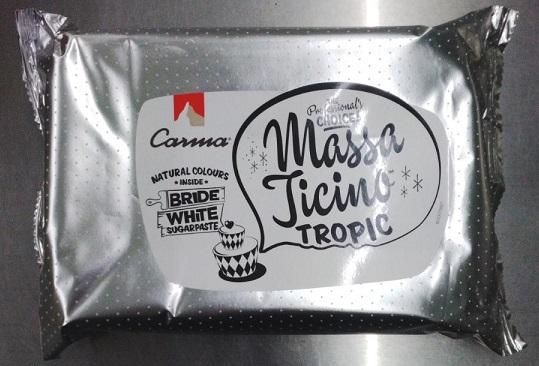 Carma®
NATURAL COLOURS
• INSIDE •
BRIDE
WHITE
SUGARPASTE
THE
Professional's
CHOICE!
Massa
Ticino
TROPIC